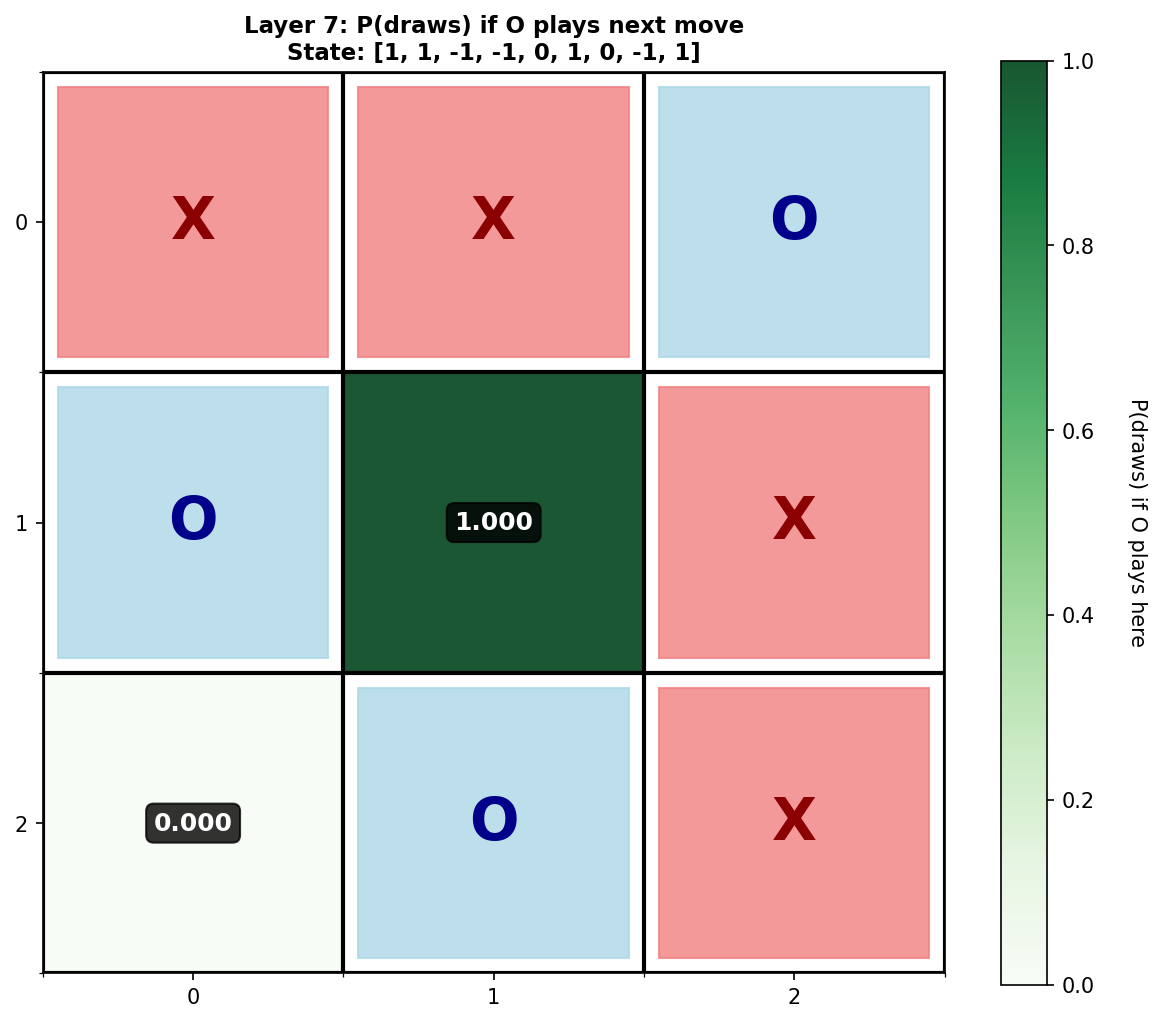 Layer 7: P(draws) if O plays next move
State: [1, 1, -1, -1, 0, 1, 0, -1, 1]
X X O
O 1.000 X
0.000 O X
0
1
2
0 1 2
1.0
0.8
0.6
0.4
0.2
0.0
P(draws) if O plays here